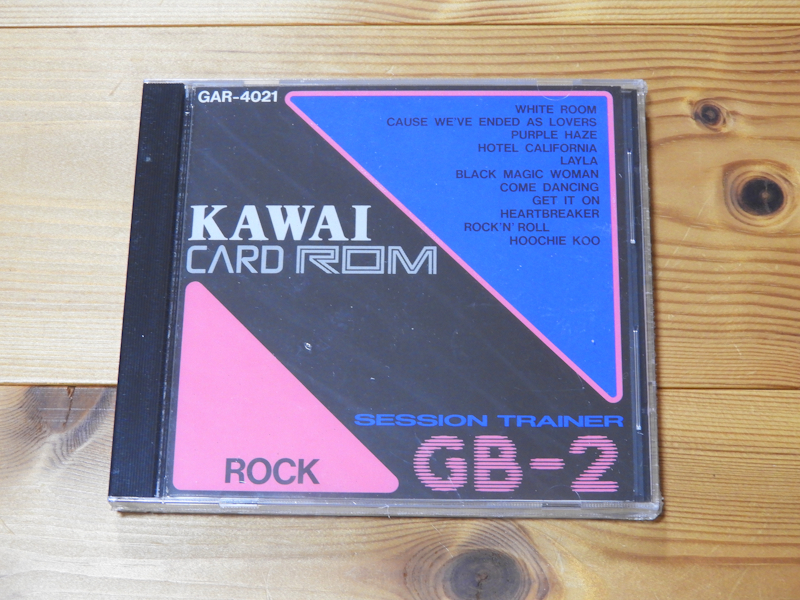 GAR-4021
WHITE ROOM
CAUSE WE'VE ENDED AS LOVERS
PURPLE HAZE
HOTEL CALIFORNIA
LAYLA
BLACK MAGIC WOMAN
COME DANCING
GET IT ON
HEARTBREAKER
ROCK'N'ROLL
HOOCHIE KOO
KAWAI
CARD ROM
SESSION TRAINER
GB-2
ROCK